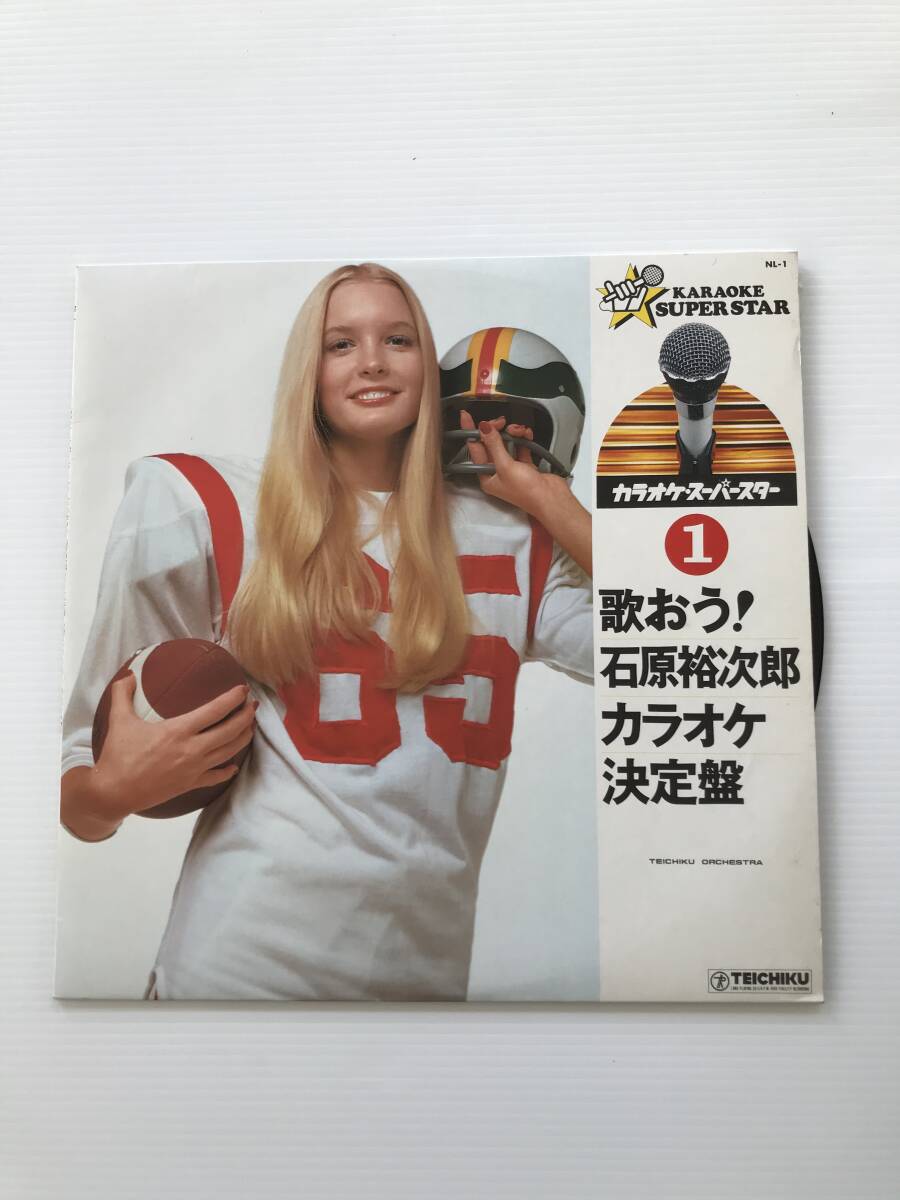 NL-1
KARAOKE
SUPER STAR
カラオケ・スーパースター
1
歌おう!
石原裕次郎
カラオケ
決定盤
TEICHIKU ORCHESTRA
TEICHIKU
65